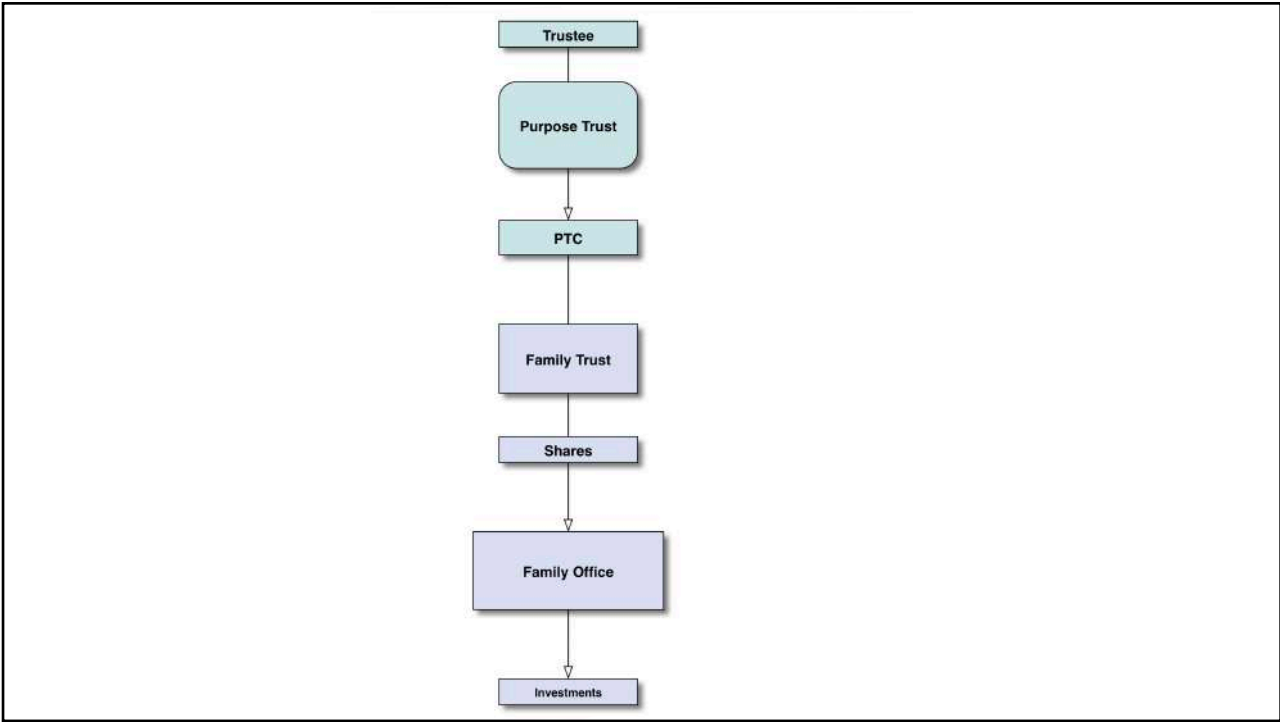 Trustee
Purpose Trust
PTC
Family Trust
Shares
Family Office
Investments